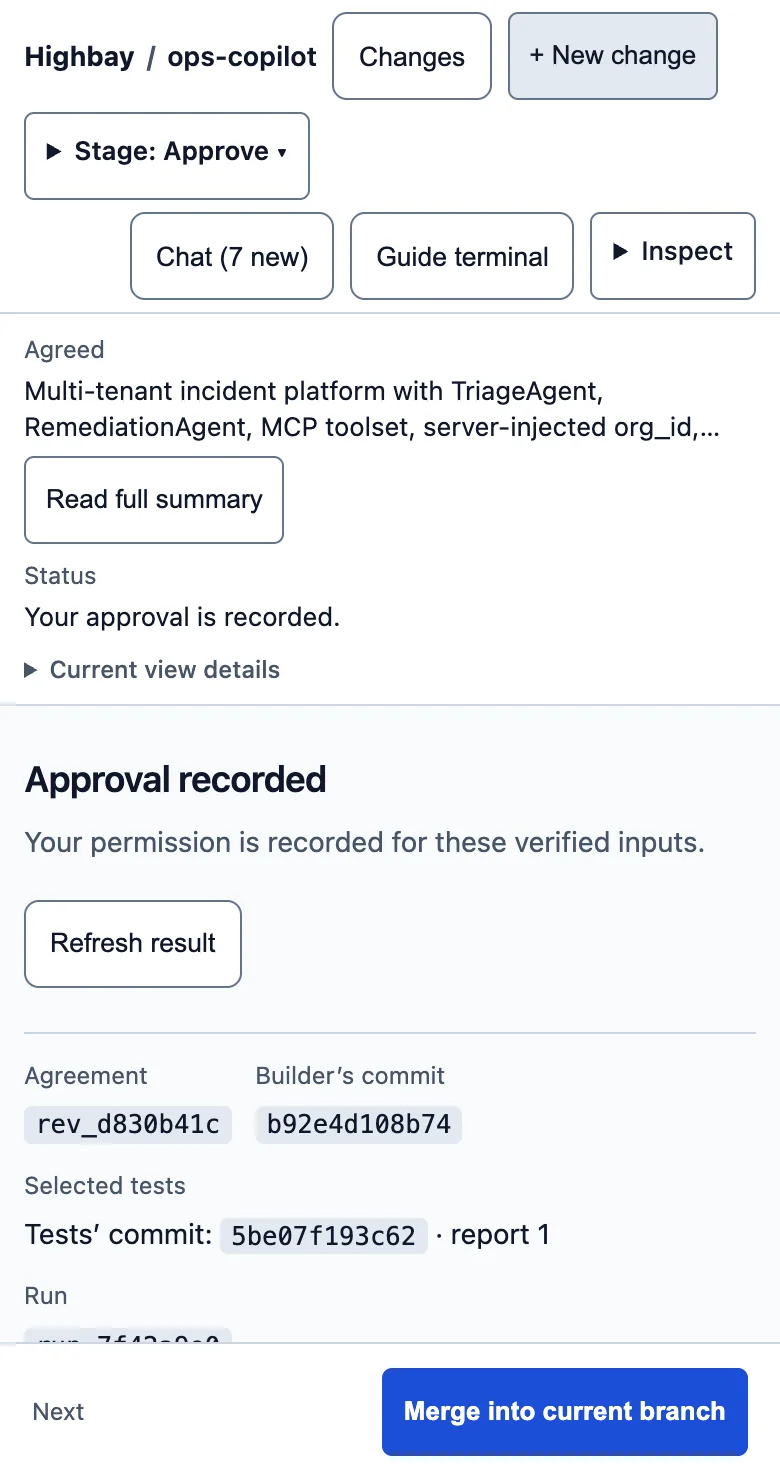 Highbay / ops-copilot Changes + New change
▶ Stage: Approve ▾
Chat (7 new) Guide terminal ▶ Inspect
Agreed
Multi-tenant incident platform with TriageAgent,
RemediationAgent, MCP toolset, server-injected org_id,…
Read full summary
Status
Your approval is recorded.
▶ Current view details
Approval recorded
Your permission is recorded for these verified inputs.
Refresh result
Agreement Builder’s commit
rev_d830b41c b92e4d108b74
Selected tests
Tests’ commit: 5be07f193c62 · report 1
Run
Next Merge into current branch